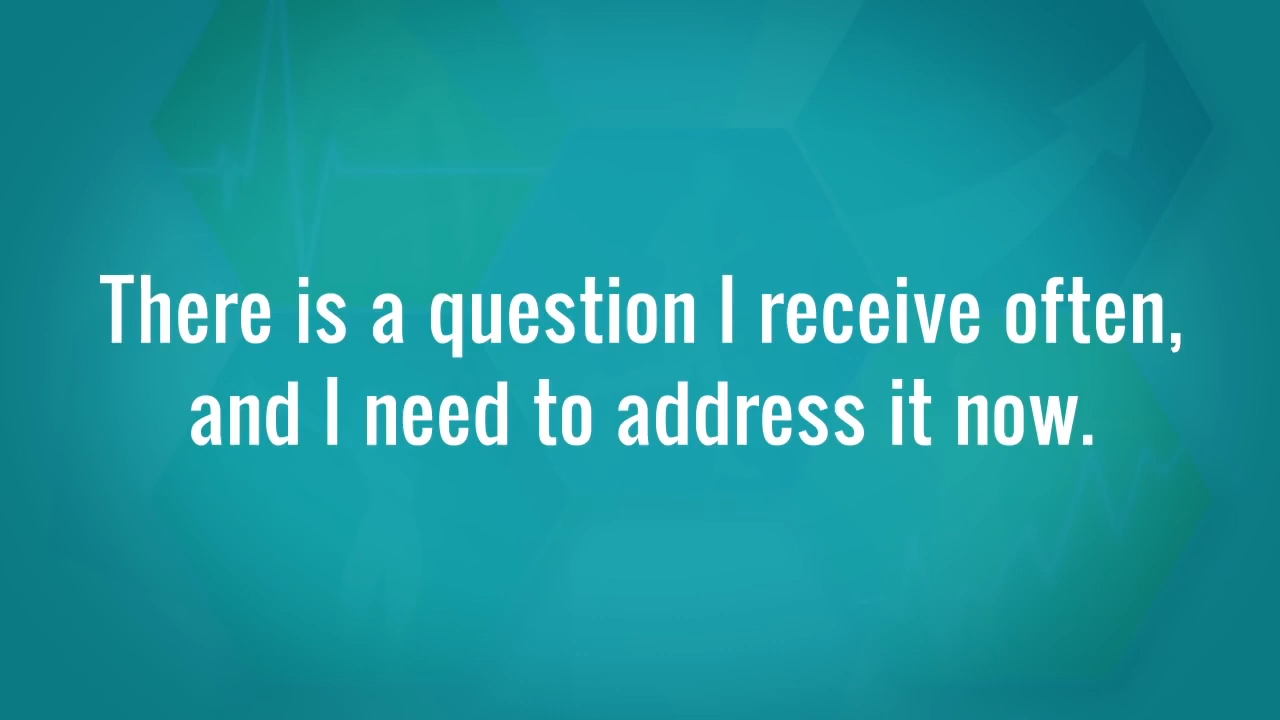 There is a question I receive often,
and I need to address it now.